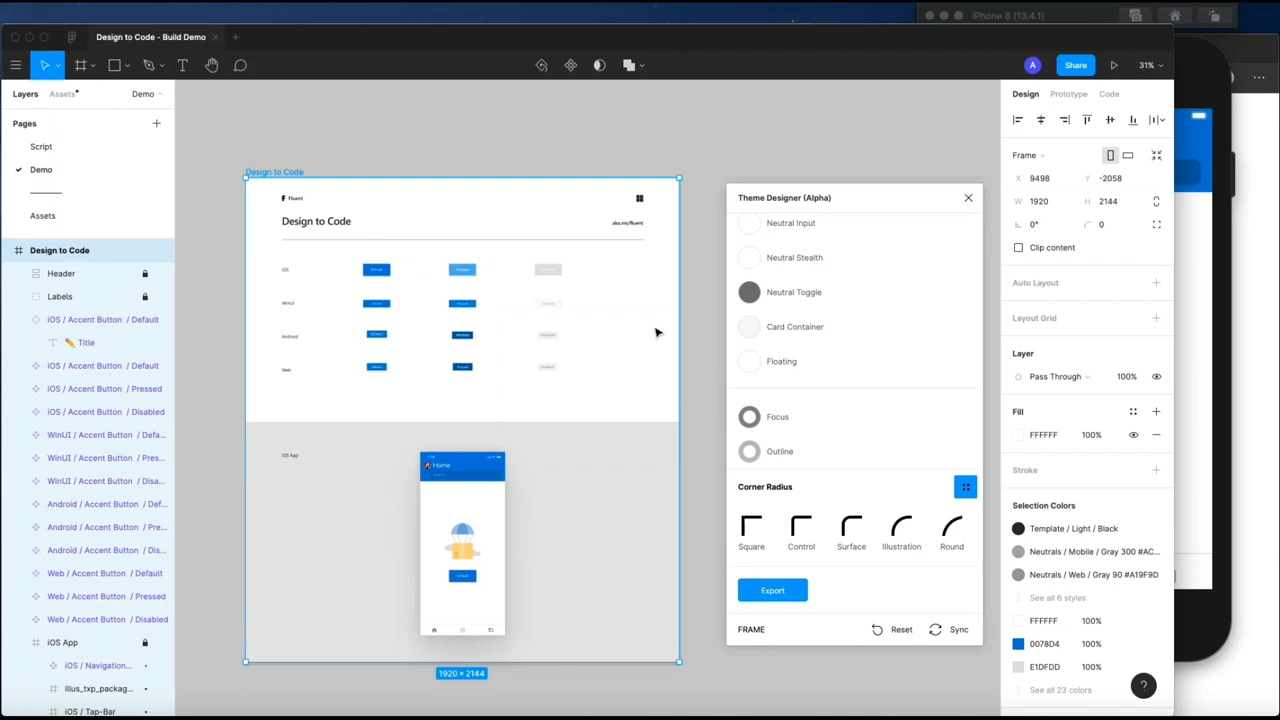 iPhone 8 (13.4.1)
Design to Code - Build Demo
Share
31%
A
Layers
Assets
Demo
Pages
Script
Demo
Assets
Design to Code
Header
Labels
iOS / Accent Button / Default
Title
iOS / Accent Button / Default
iOS / Accent Button / Pressed
iOS / Accent Button / Disabled
WinUI / Accent Button / Defa...
WinUI / Accent Button / Pres...
WinUI / Accent Button / Disa...
Android / Accent Button / Def...
Android / Accent Button / Pre...
Android / Accent Button / Dis...
Web / Accent Button / Default
Web / Accent Button / Pressed
Web / Accent Button / Disabled
iOS App
iOS / Navigation...
illus_txp_packag...
iOS / Tap-Bar
Design to Code
Fluent
Design to Code
aka.ms/fluent
iOS
WinUI
Android
Web
iOS App
Home
1920 × 2144
Theme Designer (Alpha)
Neutral Input
Neutral Stealth
Neutral Toggle
Card Container
Floating
Focus
Outline
Corner Radius
Square
Control
Surface
Illustration
Round
Export
FRAME
Reset
Sync
Design
Prototype
Code
Frame
X 9498
Y -2058
W 1920
H 2144
0°
0
Clip content
Auto Layout
Layout Grid
Layer
Pass Through
100%
Fill
FFFFFF 100%
Stroke
Selection Colors
Template / Light / Black
Neutrals / Mobile / Gray 300 #AC...
Neutrals / Web / Gray 90 #A19F9D
See all 6 styles
FFFFFF 100%
0078D4 100%
E1DFDD 100%
See all 23 colors
?